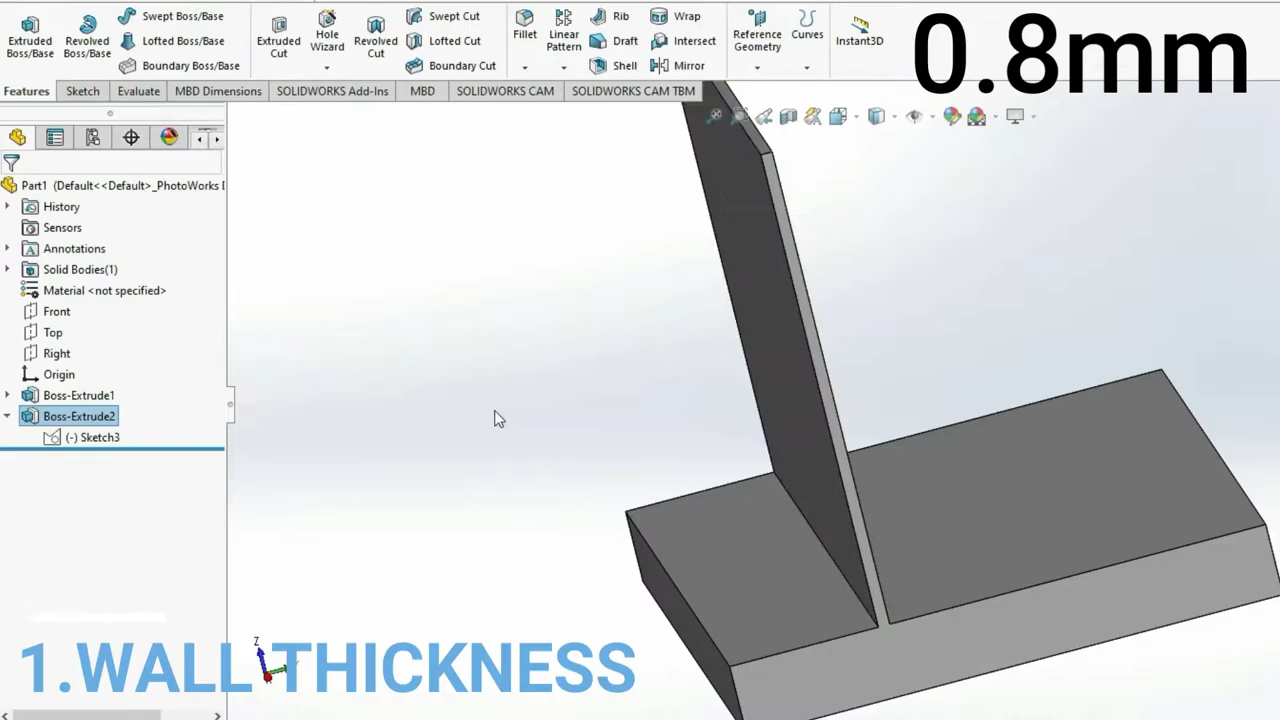 Extruded Boss/Base
Revolved Boss/Base
Swept Boss/Base
Lofted Boss/Base
Boundary Boss/Base
Extruded Cut
Hole Wizard
Revolved Cut
Swept Cut
Lofted Cut
Boundary Cut
Fillet
Linear Pattern
Rib
Draft
Shell
Wrap
Intersect
Mirror
Reference Geometry
Curves
Instant3D
0.8mm
Features
Sketch
Evaluate
MBD Dimensions
SOLIDWORKS Add-Ins
MBD
SOLIDWORKS CAM
SOLIDWORKS CAM TBM
Part1 (Default<<Default>_PhotoWorks
History
Sensors
Annotations
Solid Bodies(1)
Material <not specified>
Front
Top
Right
Origin
Boss-Extrude1
Boss-Extrude2
(-) Sketch3
Z
1.WALL THICKNESS